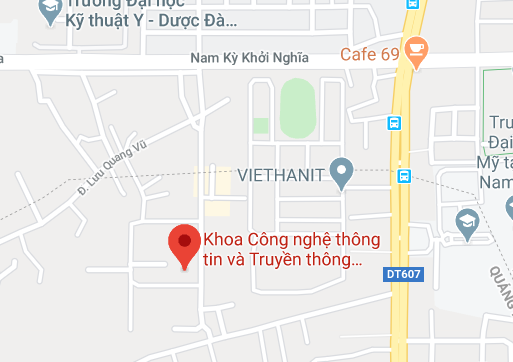 Trường Đại học
Kỹ thuật Y - Dược Đà...
Nam Kỳ Khởi Nghĩa
Cafe 69
Đ. Lưu Quang Vũ
VIETHANIT
Trư
Đại
Mỹ t
Nam
Khoa Công nghệ thông
tin và Truyền thông...
DT607
QUẢNG
a